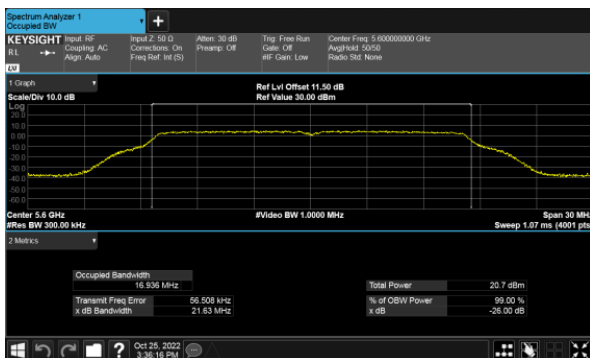 Spectrum Analyzer 1
Occupied BW
+
KEYSIGHT Input: RF Input Z: 50 Ω Atten: 30 dB Trig: Free Run Center Freq: 5.600000000 GHz
RL Coupling: AC Corrections: On Preamp: Off Gate: Off Avg|Hold: 50/50
Align: Auto Freq Ref: Int (S) #IF Gain: Low Radio Std: None
LXI
1 Graph
Ref Lvl Offset 11.50 dB
Scale/Div 10.0 dB Ref Value 30.00 dBm
Log
20.0
10.0
0.00
-10.0
-20.0
-30.0
-40.0
-50.0
-60.0
Center 5.6 GHz #Video BW 1.0000 MHz Span 30 MHz
#Res BW 300.00 kHz Sweep 1.07 ms (4001 pts
2 Metrics
Occupied Bandwidth
16.936 MHz Total Power 20.7 dBm
Transmit Freq Error 56.508 kHz % of OBW Power 99.00 %
x dB Bandwidth 21.63 MHz x dB -26.00 dB
? Oct 25, 2022
3:36:16 PM